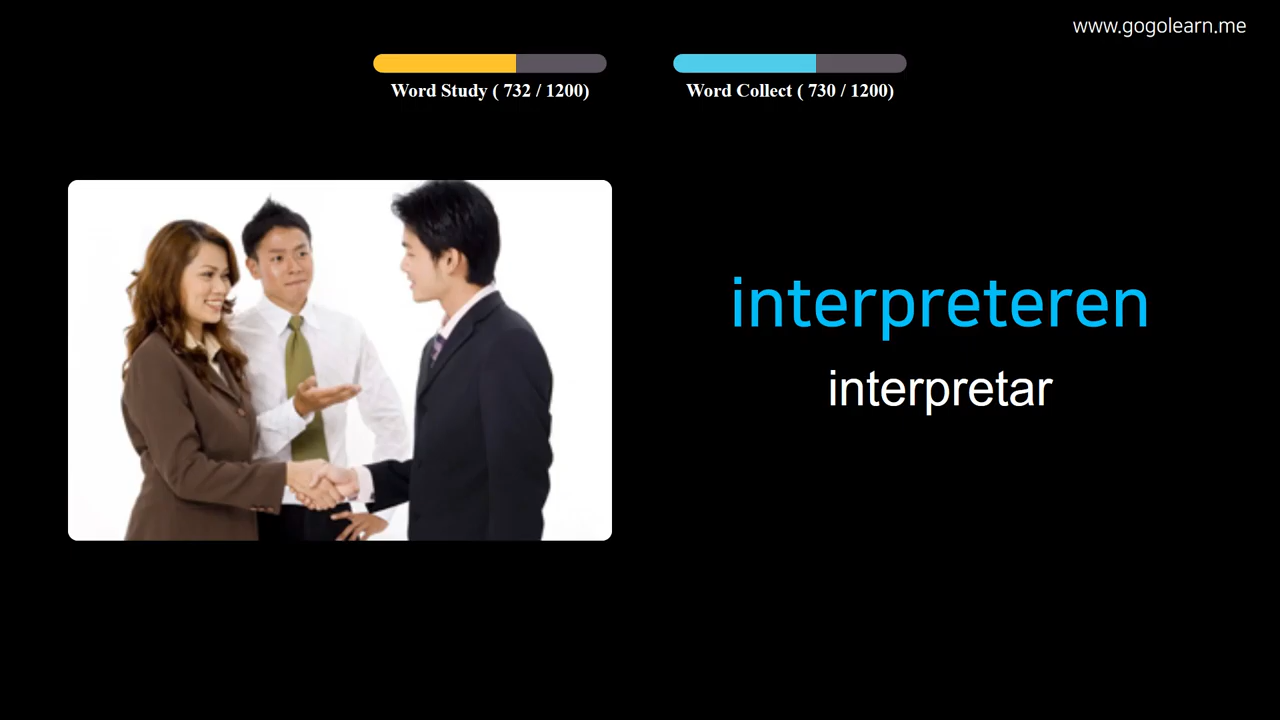 www.gogolearn.me
Word Study ( 732 / 1200)
Word Collect ( 730 / 1200)
interpreteren
interpretar